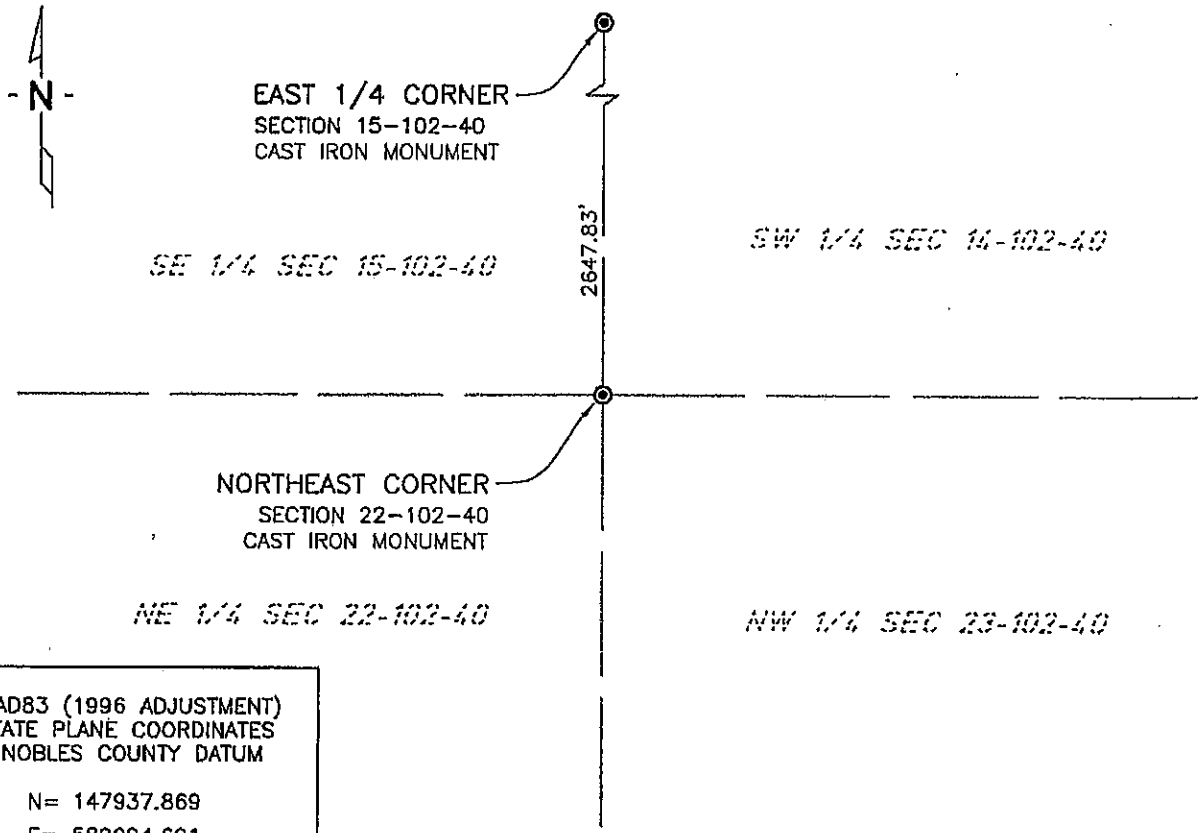 - N -
EAST 1/4 CORNER
SECTION 15-102-40
CAST IRON MONUMENT
2647.83'
SE 1/4 SEC 15-102-40
SW 1/4 SEC 14-102-40
NORTHEAST CORNER
SECTION 22-102-40
CAST IRON MONUMENT
NE 1/4 SEC 22-102-40
NW 1/4 SEC 23-102-40
AD83 (1996 ADJUSTMENT)
ATE PLANE COORDINATES
NOBLES COUNTY DATUM
N= 147937.869